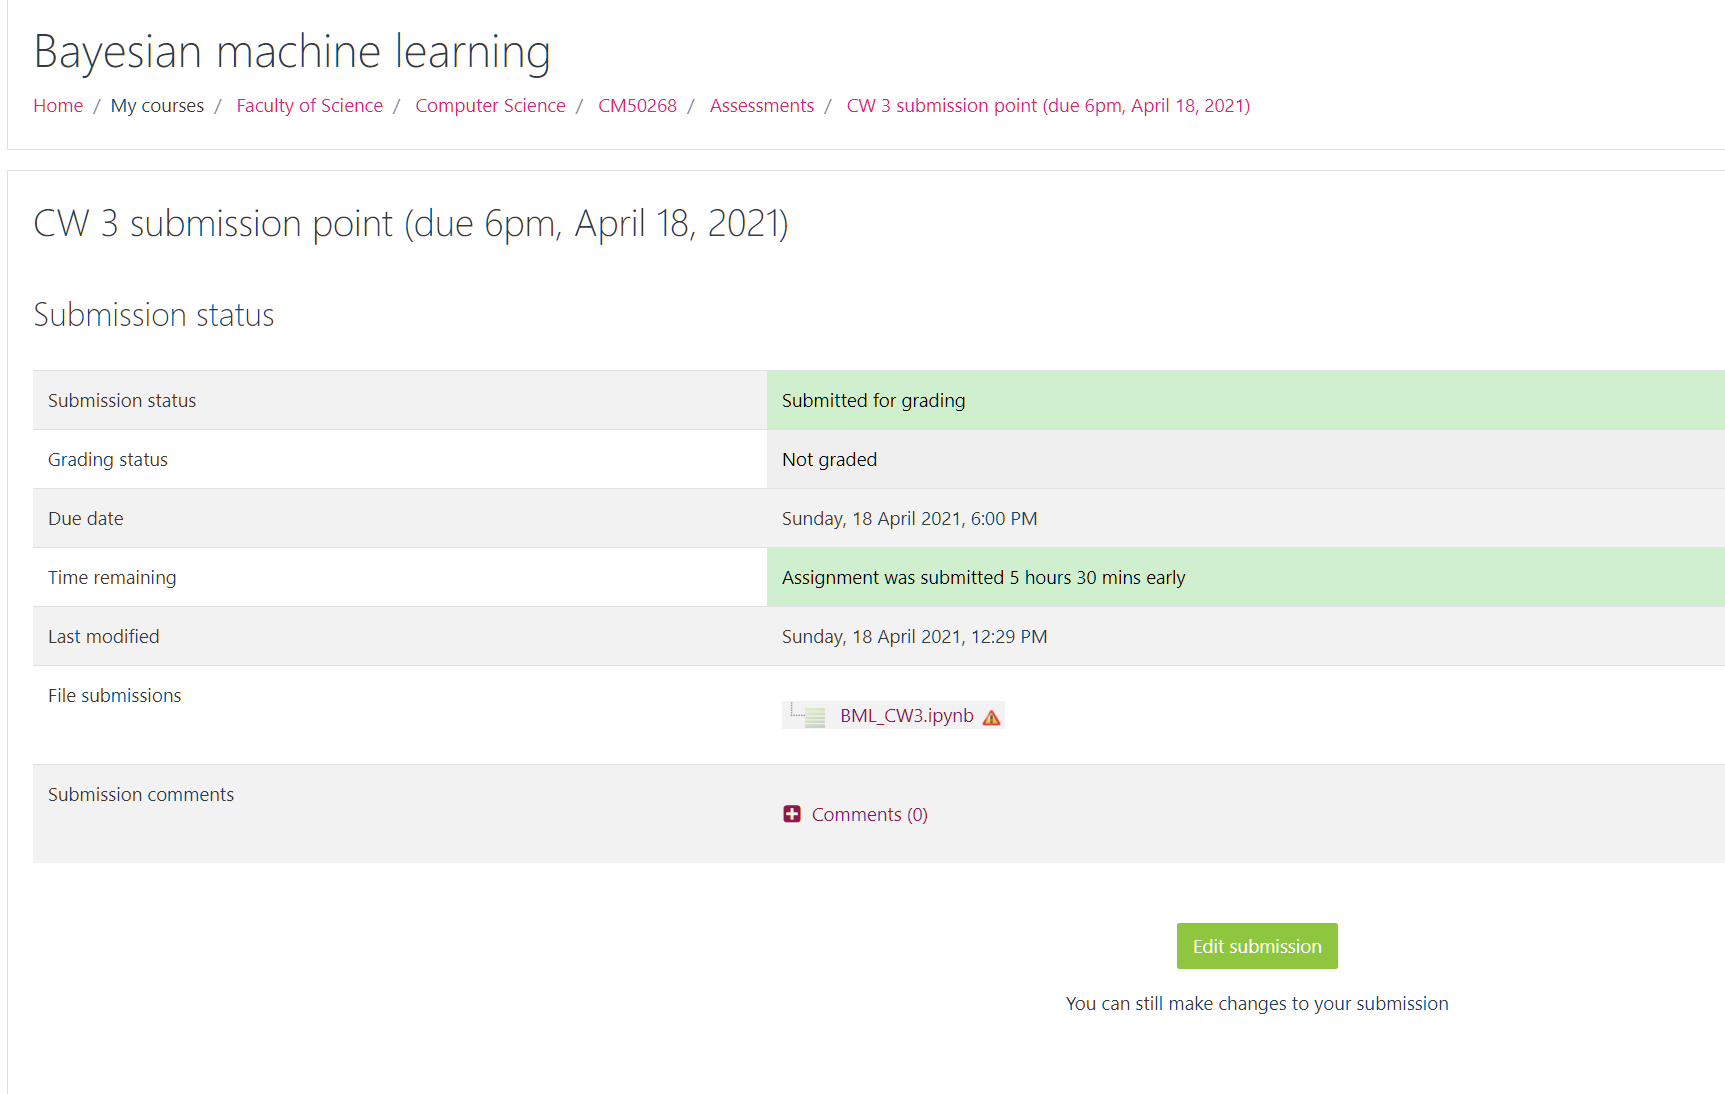 Bayesian machine learning
Home / My courses / Faculty of Science / Computer Science / CM50268 / Assessments / CW 3 submission point (due 6pm, April 18, 2021)
CW 3 submission point (due 6pm, April 18, 2021)
Submission status
Submission status Submitted for grading
Grading status Not graded
Due date Sunday, 18 April 2021, 6:00 PM
Time remaining Assignment was submitted 5 hours 30 mins early
Last modified Sunday, 18 April 2021, 12:29 PM
File submissions
BML_CW3.ipynb
Submission comments
Comments (0)
Edit submission
You can still make changes to your submission